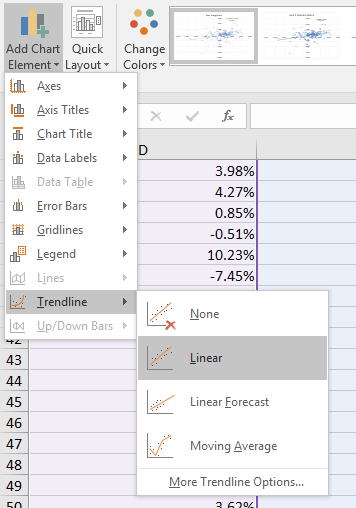 Add Chart Element
Quick Layout
Change Colors
Axes
Axis Titles
Chart Title
Data Labels
Data Table
Error Bars
Gridlines
Legend
Lines
Trendline
Up/Down Bars
None
Linear
Linear Forecast
Moving Average
More Trendline Options...
fx
D
3.98%
4.27%
0.85%
-0.51%
10.23%
-7.45%
43
44
45
46
47
48
49
50
3.62%